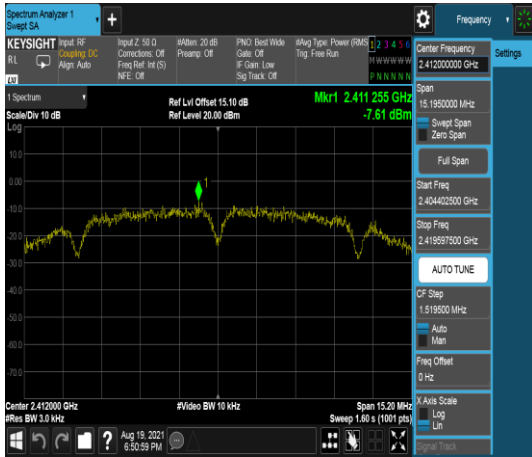 Spectrum Analyzer 1
Swept SA
Frequency
KEYSIGHT
RL
LXI
Input: RF
Coupling: DC
Align: Auto
Input Z: 50 Ω
Corrections: Off
Freq Ref: Int (S)
NFE: Off
#Atten: 20 dB
Preamp: Off
PNO: Best Wide
Gate: Off
IF Gain: Low
Sig Track: Off
#Avg Type: Power (RMS
Trig: Free Run
1 2 3 4 5 6
M W W W W W
P N N N N N
1 Spectrum
Scale/Div 10 dB
Log
Ref Lvl Offset 15.10 dB
Ref Level 20.00 dBm
Mkr1 2.411 255 GHz
-7.61 dBm
1
10.0
0.00
-10.0
-20.0
-30.0
-40.0
-50.0
-60.0
-70.0
Center 2.412000 GHz
#Res BW 3.0 kHz
#Video BW 10 kHz
Span 15.20 MHz
Sweep 1.60 s (1001 pts)
Aug 19, 2021
6:50:59 PM
Center Frequency
2.412000000 GHz
Span
15.1950000 MHz
Swept Span
Zero Span
Full Span
Start Freq
2.404402500 GHz
Stop Freq
2.419597500 GHz
AUTO TUNE
CF Step
1.519500 MHz
Auto
Man
Freq Offset
0 Hz
X Axis Scale
Log
Lin
Signal Track
Settings